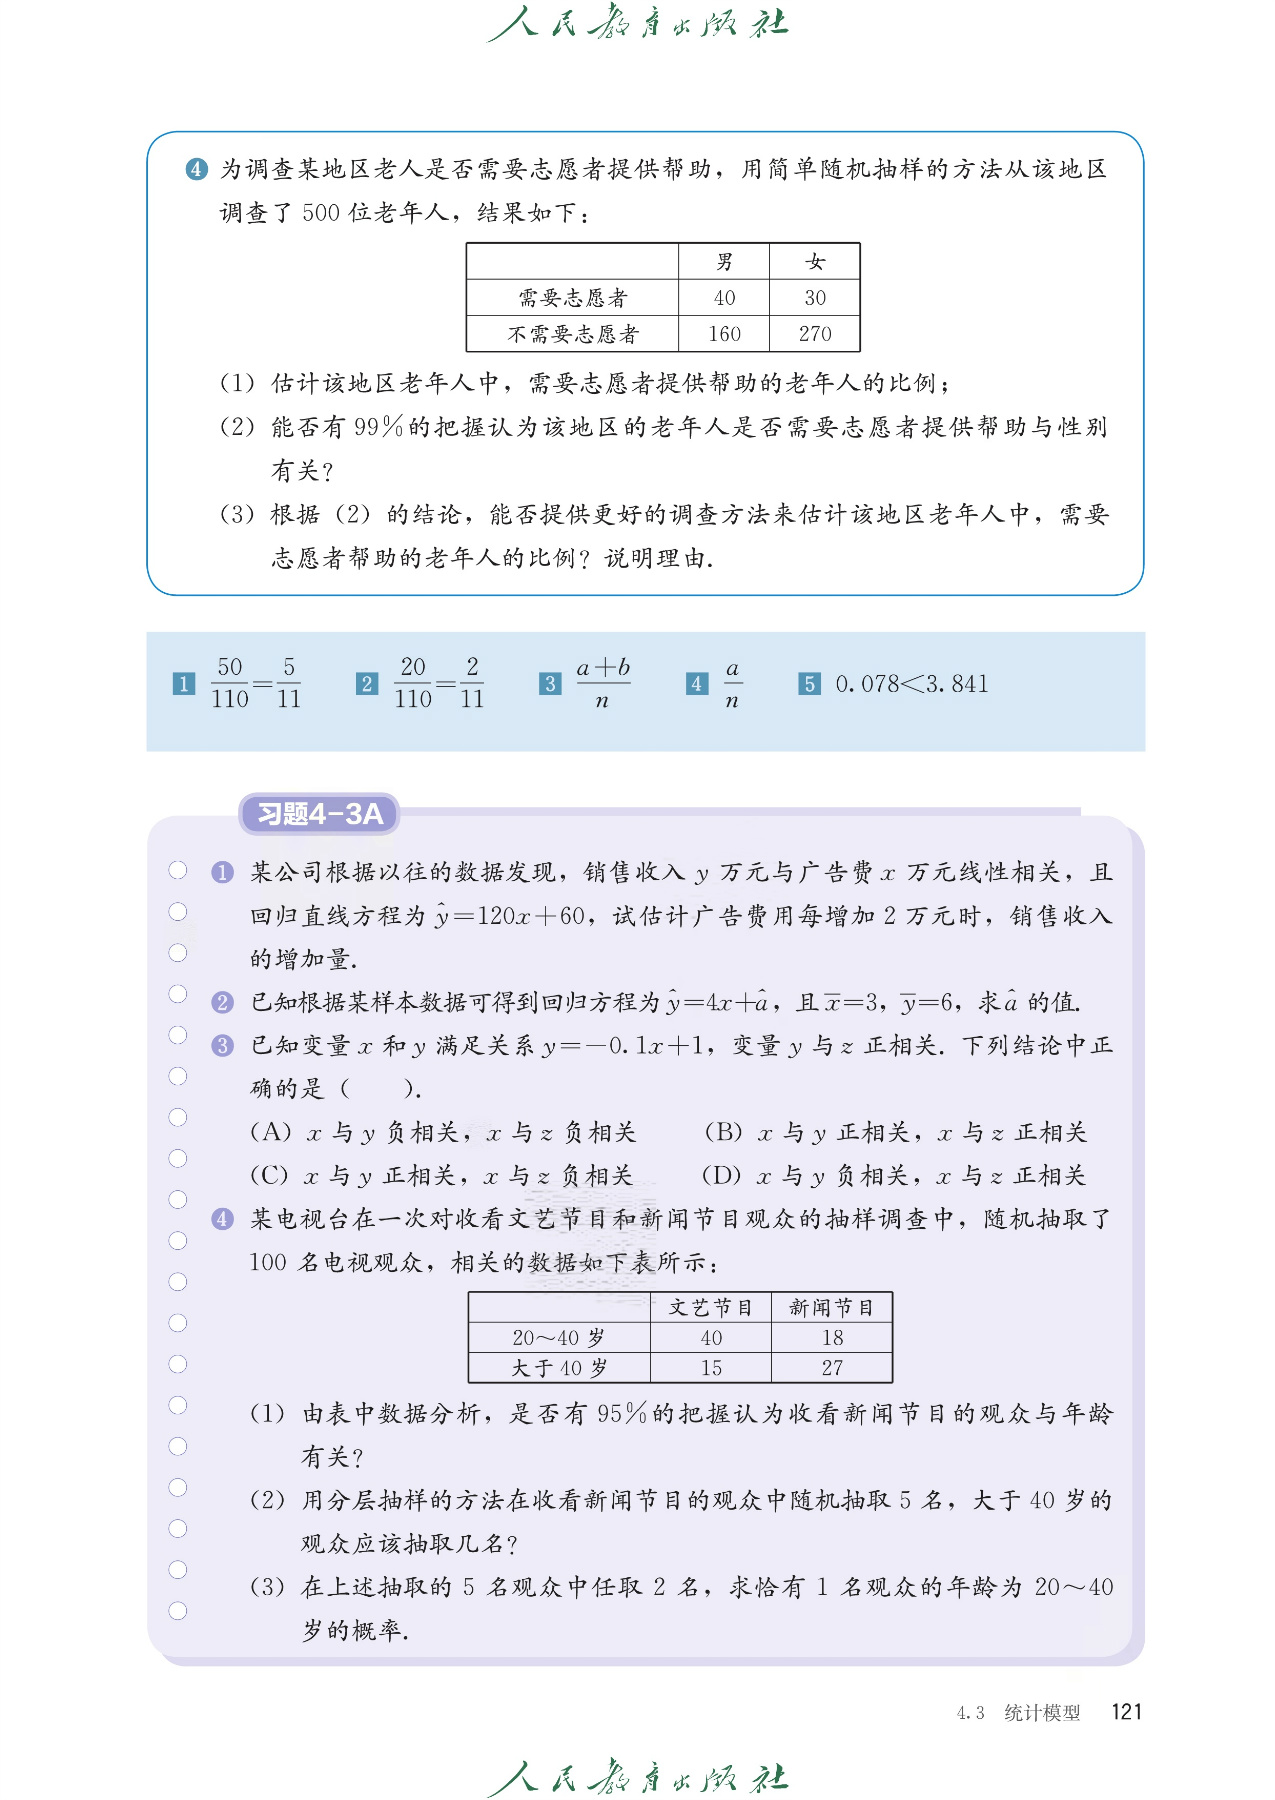 人民教育出版社
4 为调查某地区老人是否需要志愿者提供帮助，用简单随机抽样的方法从该地区
调查了 500 位老年人，结果如下：
男 女
需要志愿者 40 30
不需要志愿者 160 270
（1）估计该地区老年人中，需要志愿者提供帮助的老年人的比例；
（2）能否有 99%的把握认为该地区的老年人是否需要志愿者提供帮助与性别
有关？
（3）根据（2）的结论，能否提供更好的调查方法来估计该地区老年人中，需要
志愿者帮助的老年人的比例？说明理由.
1 50/110=5/11 2 20/110=2/11 3 (a+b)/n 4 a/n 5 0.078<3.841
习题4-3A
1 某公司根据以往的数据发现，销售收入 y 万元与广告费 x 万元线性相关，且
回归直线方程为 ŷ=120x+60，试估计广告费用每增加 2 万元时，销售收入
的增加量.
2 已知根据某样本数据可得到回归方程为 ŷ=4x+â，且 x̄=3，ȳ=6，求 â 的值.
3 已知变量 x 和 y 满足关系 y=-0.1x+1，变量 y 与 z 正相关. 下列结论中正
确的是（　　）.
（A）x 与 y 负相关，x 与 z 负相关 （B）x 与 y 正相关，x 与 z 正相关
（C）x 与 y 正相关，x 与 z 负相关 （D）x 与 y 负相关，x 与 z 正相关
4 某电视台在一次对收看文艺节目和新闻节目观众的抽样调查中，随机抽取了
100 名电视观众，相关的数据如下表所示：
文艺节目 新闻节目
20～40 岁 40 18
大于 40 岁 15 27
（1）由表中数据分析，是否有 95%的把握认为收看新闻节目的观众与年龄
有关？
（2）用分层抽样的方法在收看新闻节目的观众中随机抽取 5 名，大于 40 岁的
观众应该抽取几名？
（3）在上述抽取的 5 名观众中任取 2 名，求恰有 1 名观众的年龄为 20～40
岁的概率.
4.3 统计模型 121
人民教育出版社